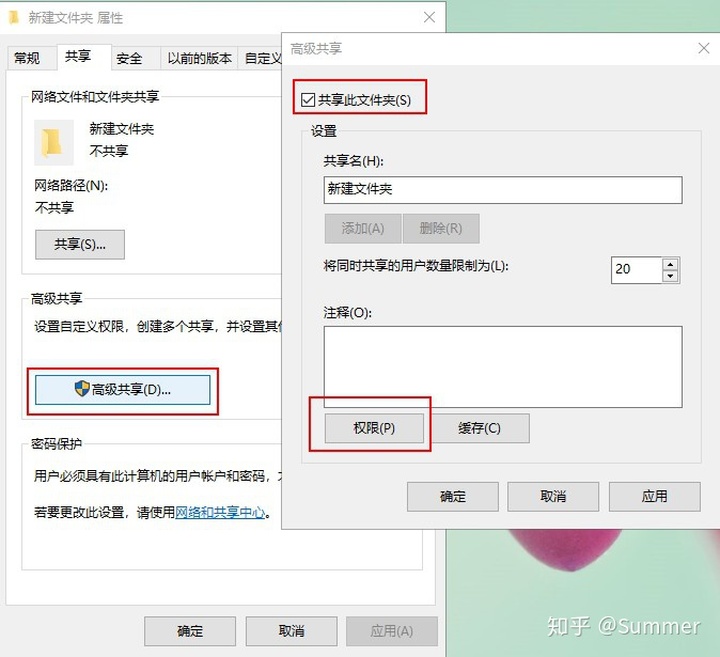 新建文件夹 属性
常规 共享 安全 以前的版本 自定义
网络文件和文件夹共享
新建文件夹
不共享
网络路径(N):
不共享
共享(S)...
高级共享
设置自定义权限，创建多个共享，并设置其
高级共享(D)...
密码保护
用户必须具有此计算机的用户帐户和密码，
若要更改此设置，请使用网络和共享中心。
确定 取消 应用(A)
高级共享
共享此文件夹(S)
设置
共享名(H):
新建文件夹
添加(A) 删除(R)
将同时共享的用户数量限制为(L):
20
注释(O):
权限(P) 缓存(C)
确定 取消 应用
知乎 @Summer